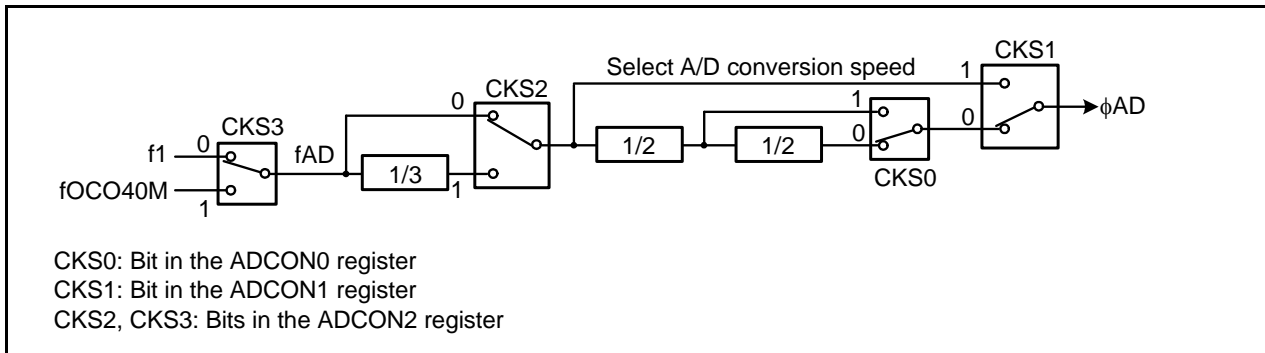 CKS1
Select A/D conversion speed
1
CKS2
0
1
CKS3
0
0
φAD
0
fAD
f1
1/2
1/2
1/3
1
CKS0
fOCO40M
1
CKS0: Bit in the ADCON0 register
CKS1: Bit in the ADCON1 register
CKS2, CKS3: Bits in the ADCON2 register